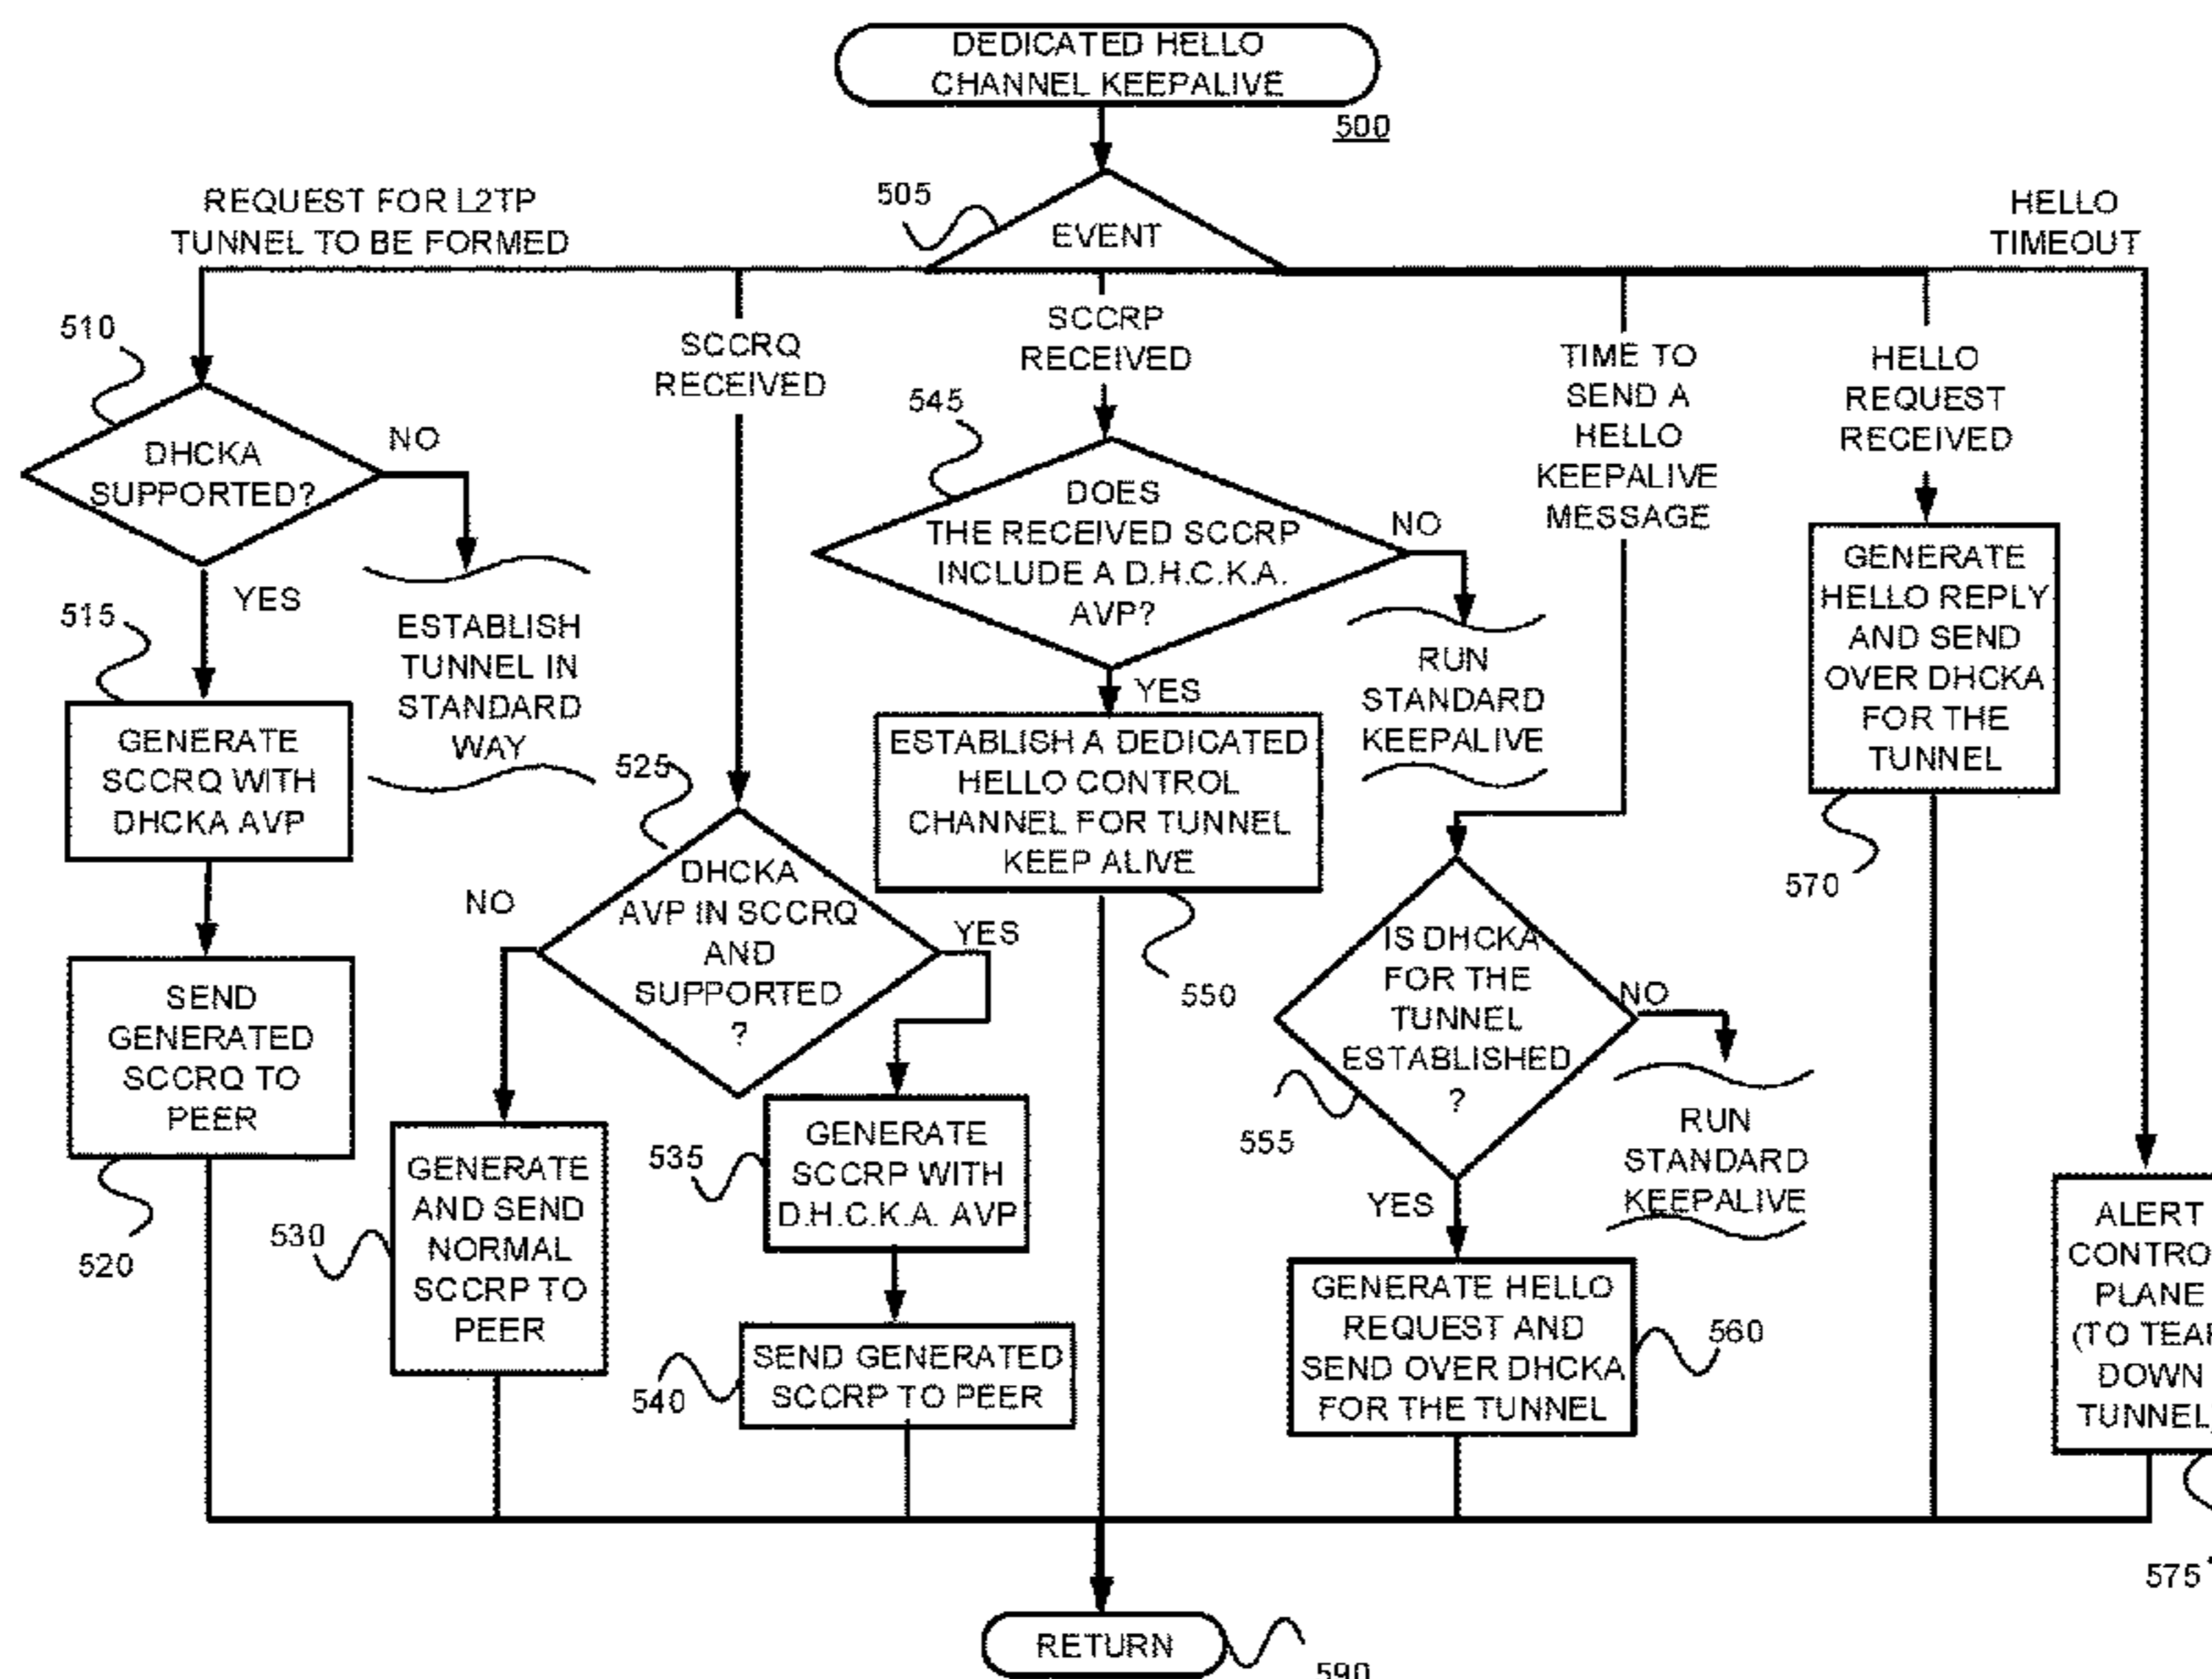 DEDICATED HELLO
CHANNEL KEEPALIVE
500
505
EVENT
REQUEST FOR L2TP
TUNNEL TO BE FORMED
HELLO
TIMEOUT
510
DHCKA
SUPPORTED?
NO
YES
ESTABLISH
TUNNEL IN
STANDARD
WAY
515
GENERATE
SCCRQ WITH
DHCKA AVP
SEND
GENERATED
SCCRQ TO
PEER
520
SCCRQ
RECEIVED
525
DHCKA
AVP IN SCCRQ
AND
SUPPORTED
?
NO
YES
530
GENERATE
AND SEND
NORMAL
SCCRP TO
PEER
535
GENERATE
SCCRP WITH
D.H.C.K.A. AVP
540
SEND GENERATED
SCCRP TO PEER
SCCRP
RECEIVED
545
DOES
THE RECEIVED SCCRP
INCLUDE A D.H.C.K.A.
AVP?
NO
YES
RUN
STANDARD
KEEPALIVE
ESTABLISH A DEDICATED
HELLO CONTROL
CHANNEL FOR TUNNEL
KEEP ALIVE
550
TIME TO
SEND A
HELLO
KEEPALIVE
MESSAGE
IS DHCKA
FOR THE
TUNNEL
ESTABLISHED
?
555
NO
YES
RUN
STANDARD
KEEPALIVE
GENERATE HELLO
REQUEST AND
SEND OVER DHCKA
FOR THE TUNNEL
560
HELLO
REQUEST
RECEIVED
GENERATE
HELLO REPLY
AND SEND
OVER DHCKA
FOR THE
TUNNEL
570
ALERT
CONTRO
PLANE
(TO TEA
DOWN
TUNNEL
575
RETURN
590